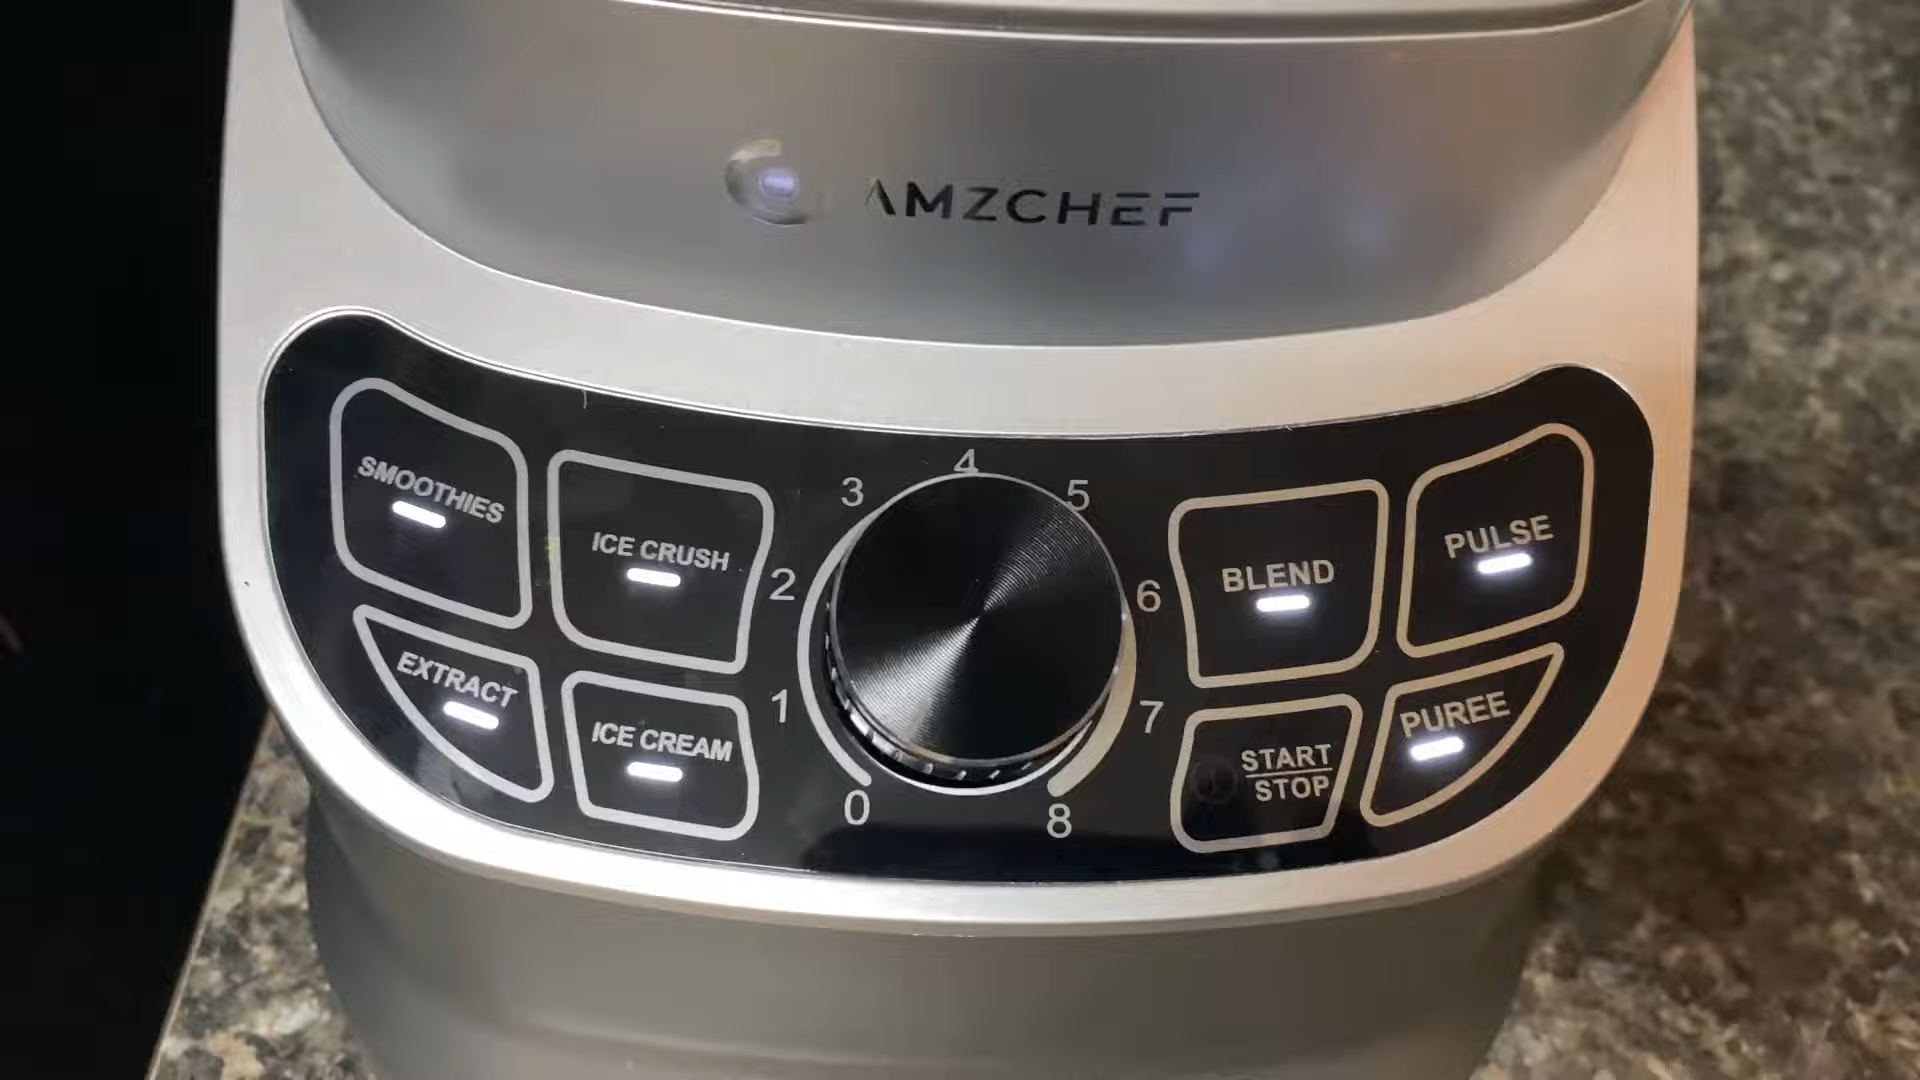 AMZCHEF
SMOOTHIES
ICE CRUSH
EXTRACT
ICE CREAM
0
1
2
3
4
5
6
7
8
BLEND
PULSE
START
STOP
PUREE